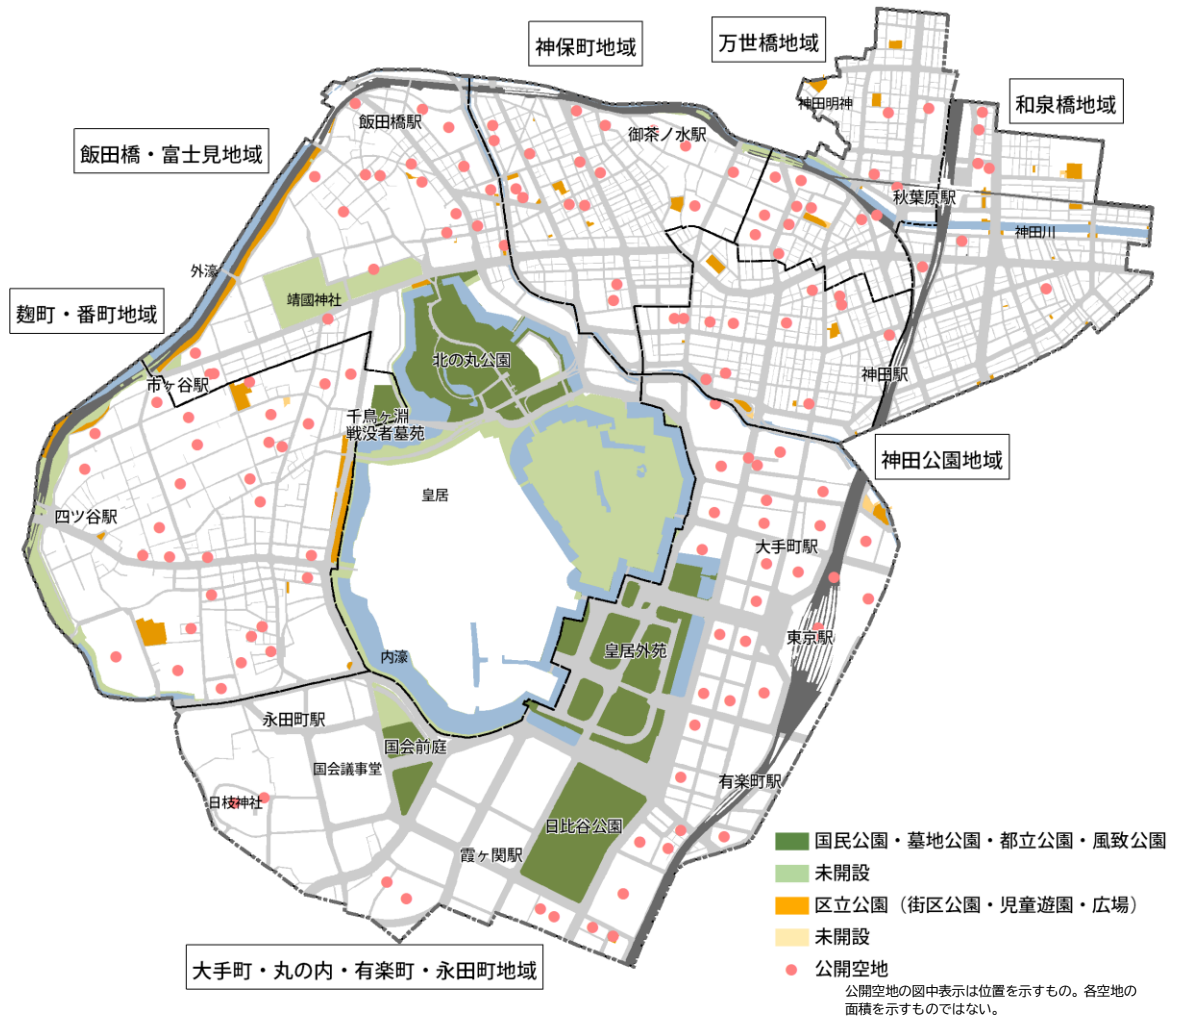 神保町地域
万世橋地域
和泉橋地域
神田明神
飯田橋駅
御茶ノ水駅
飯田橋・富士見地域
秋葉原駅
神田川
外濠
靖國神社
麹町・番町地域
北の丸公園
神田駅
市ヶ谷駅
千鳥ヶ淵
戦没者墓苑
神田公園地域
皇居
四ツ谷駅
大手町駅
東京駅
皇居外苑
内濠
永田町駅
国会前庭
国会議事堂
有楽町駅
日枝神社
日比谷公園
霞ヶ関駅
国民公園・墓地公園・都立公園・風致公園
未開設
区立公園（街区公園・児童遊園・広場）
未開設
公開空地
公開空地の図中表示は位置を示すもの。各空地の
面積を示すものではない。
大手町・丸の内・有楽町・永田町地域